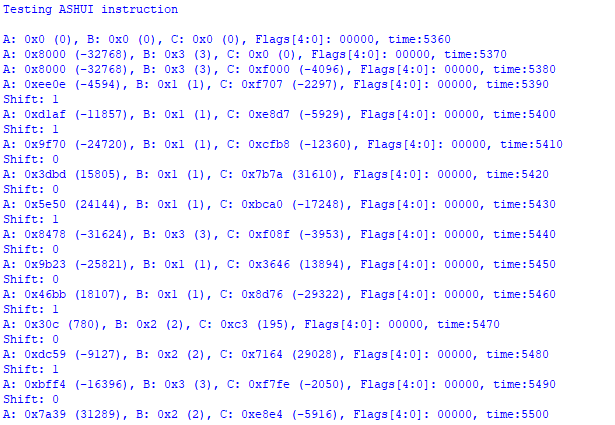 Testing ASHUI instruction
A: 0x0 (0), B: 0x0 (0), C: 0x0 (0), Flags[4:0]: 00000, time:5360
A: 0x8000 (-32768), B: 0x3 (3), C: 0x0 (0), Flags[4:0]: 00000, time:5370
A: 0x8000 (-32768), B: 0x3 (3), C: 0xf000 (-4096), Flags[4:0]: 00000, time:5380
A: 0xee0e (-4594), B: 0x1 (1), C: 0xf707 (-2297), Flags[4:0]: 00000, time:5390
Shift: 1
A: 0xd1af (-11857), B: 0x1 (1), C: 0xe8d7 (-5929), Flags[4:0]: 00000, time:5400
Shift: 1
A: 0x9f70 (-24720), B: 0x1 (1), C: 0xcfb8 (-12360), Flags[4:0]: 00000, time:5410
Shift: 0
A: 0x3dbd (15805), B: 0x1 (1), C: 0x7b7a (31610), Flags[4:0]: 00000, time:5420
Shift: 0
A: 0x5e50 (24144), B: 0x1 (1), C: 0xbca0 (-17248), Flags[4:0]: 00000, time:5430
Shift: 1
A: 0x8478 (-31624), B: 0x3 (3), C: 0xf08f (-3953), Flags[4:0]: 00000, time:5440
Shift: 0
A: 0x9b23 (-25821), B: 0x1 (1), C: 0x3646 (13894), Flags[4:0]: 00000, time:5450
Shift: 0
A: 0x46bb (18107), B: 0x1 (1), C: 0x8d76 (-29322), Flags[4:0]: 00000, time:5460
Shift: 1
A: 0x30c (780), B: 0x2 (2), C: 0xc3 (195), Flags[4:0]: 00000, time:5470
Shift: 0
A: 0xdc59 (-9127), B: 0x2 (2), C: 0x7164 (29028), Flags[4:0]: 00000, time:5480
Shift: 1
A: 0xbff4 (-16396), B: 0x3 (3), C: 0xf7fe (-2050), Flags[4:0]: 00000, time:5490
Shift: 0
A: 0x7a39 (31289), B: 0x2 (2), C: 0xe8e4 (-5916), Flags[4:0]: 00000, time:5500